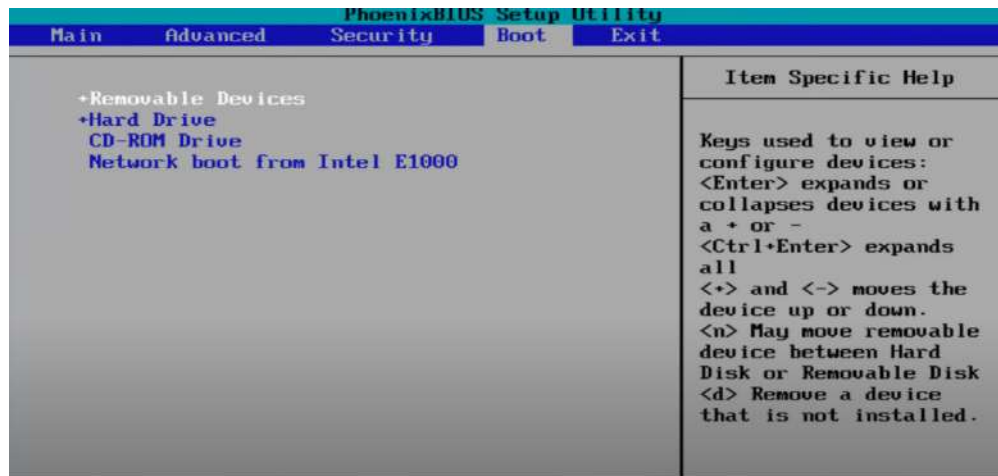 PhoenixBIOS Setup Utility
Main Advanced Security Boot Exit
+Removable Devices
+Hard Drive
CD-ROM Drive
Network boot from Intel E1000
Item Specific Help
Keys used to view or
configure devices:
<Enter> expands or
collapses devices with
a + or -
<Ctrl+Enter> expands
all
<+> and <-> moves the
device up or down.
<n> May move removable
device between Hard
Disk or Removable Disk
<d> Remove a device
that is not installed.